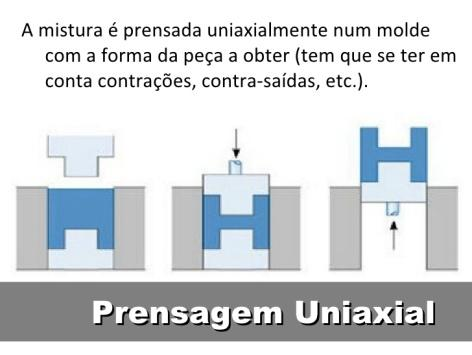 A mistura é prensada uniaxialmente num molde
com a forma da peça a obter (tem que se ter em
conta contrações, contra-saídas, etc.).
Prensagem Uniaxial